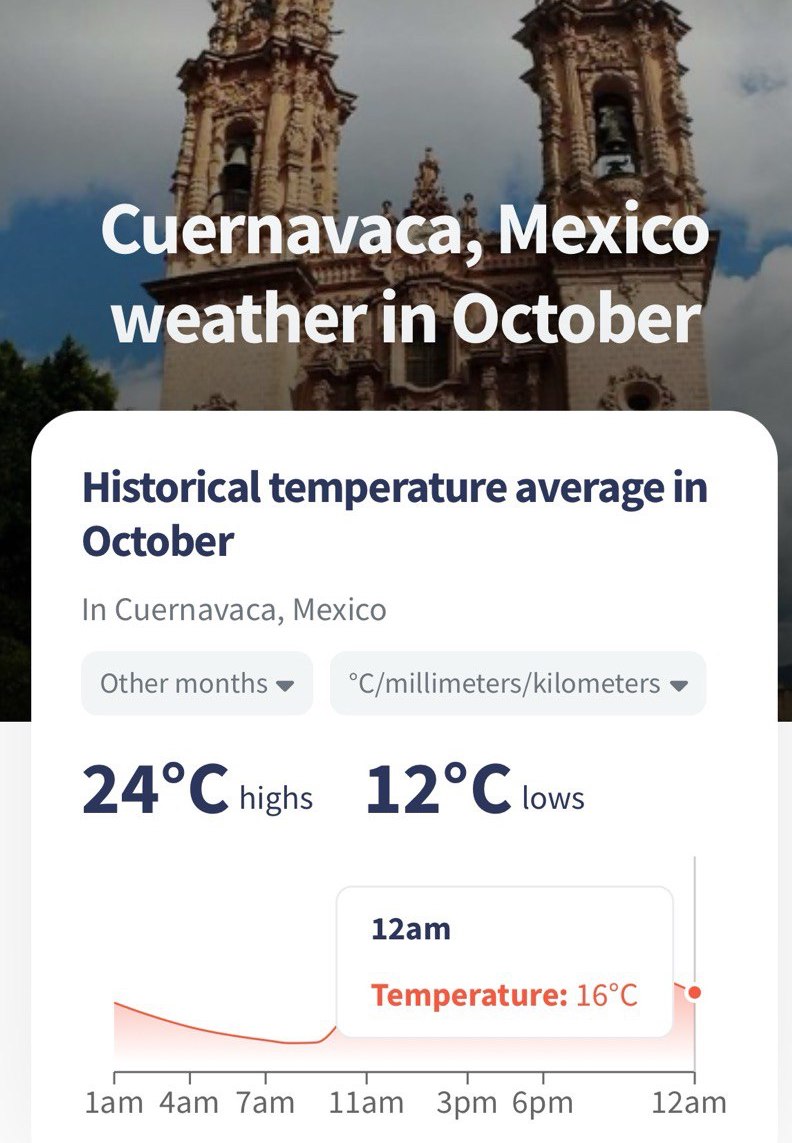 Cuernavaca, Mexico
weather in October
Historical temperature average in
October
In Cuernavaca, Mexico
Other months
°C/millimeters/kilometers
24°C highs
12°C lows
12am
Temperature: 16°C
1am 4am 7am 11am 3pm 6pm 12am